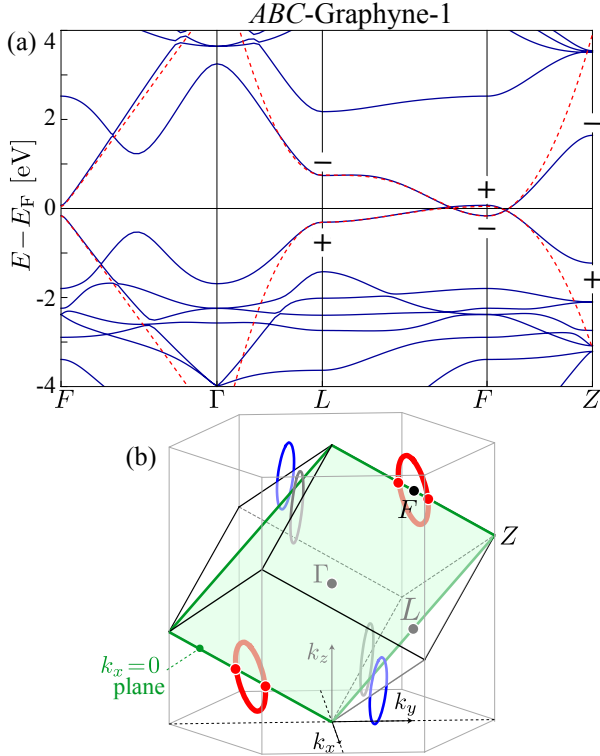 ABC-Graphyne-1
(a)
4
2
0
-2
-4
E−E_F [eV]
−
+
+
−
−
+
F Γ L F Z
(b)
F
Z
Γ
L
k_z
k_x=0
plane
k_y
k_x